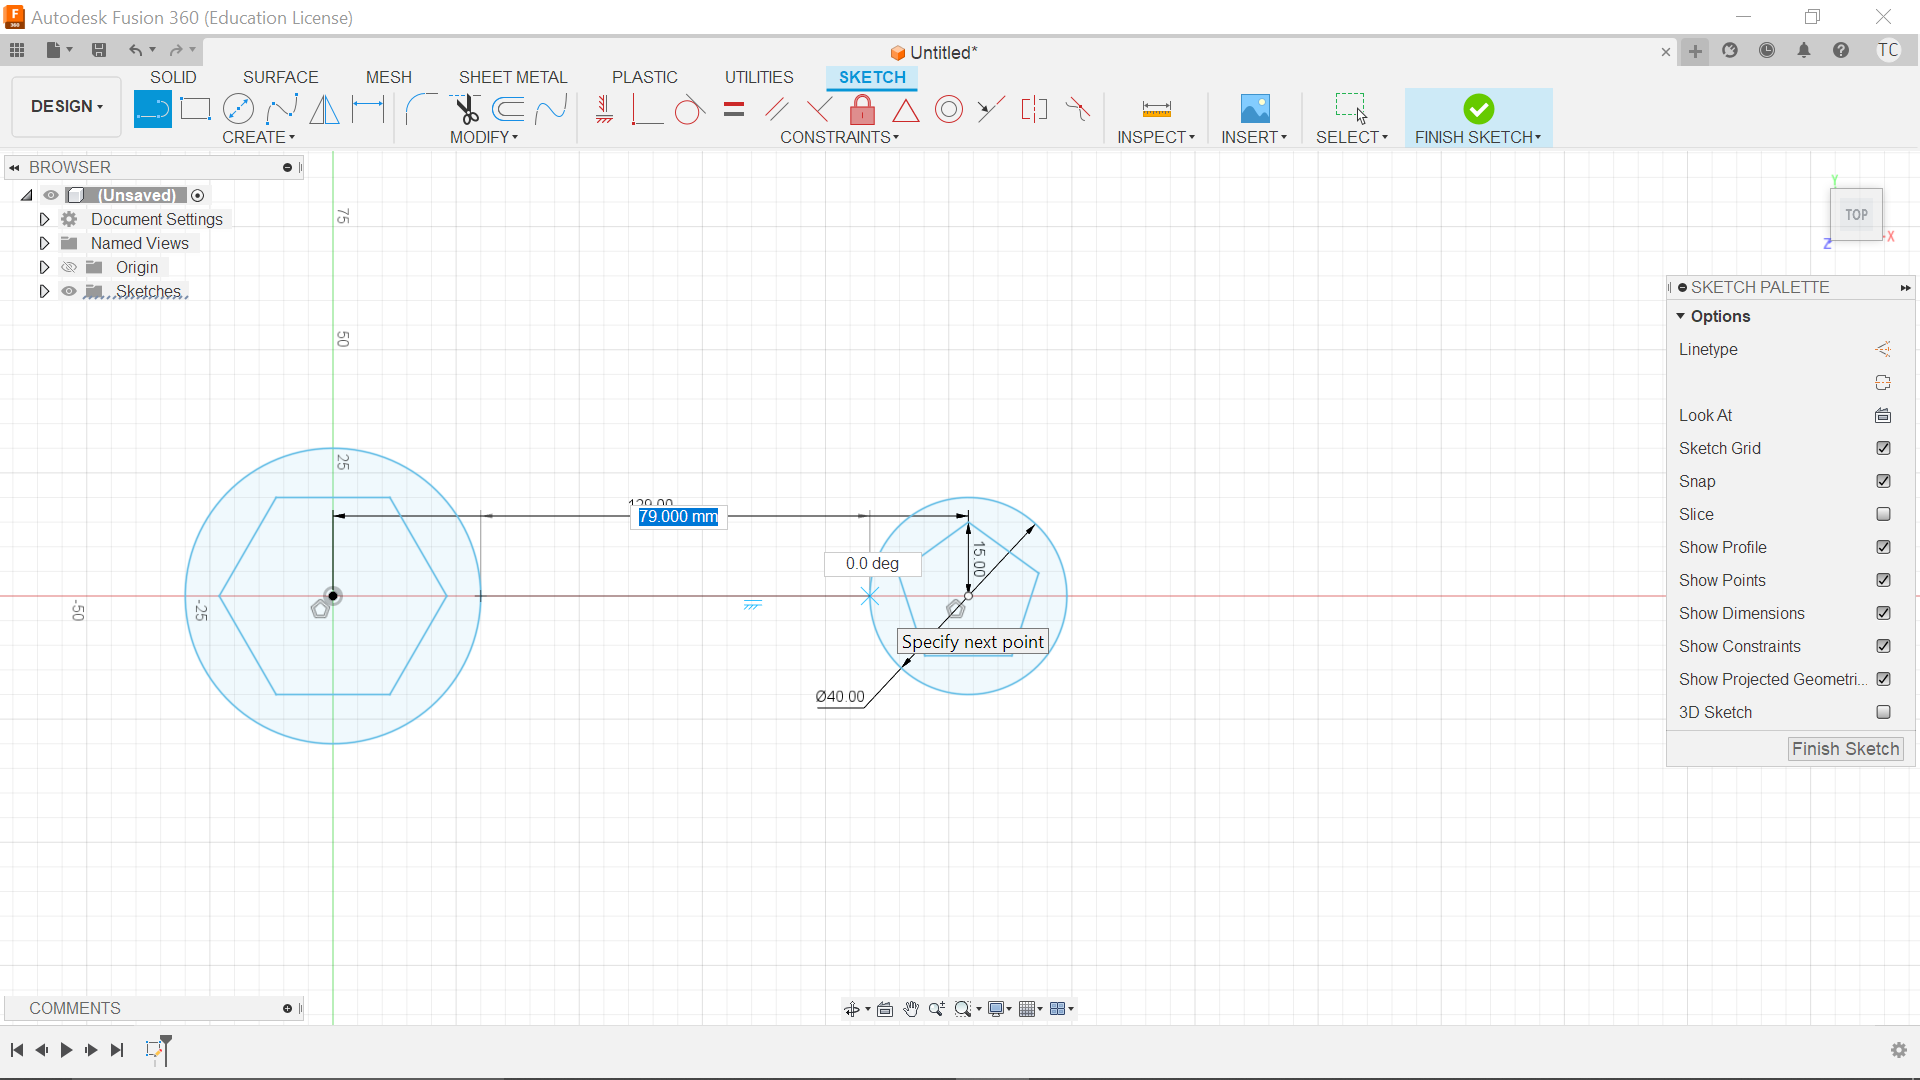 Autodesk Fusion 360 (Education License)
Untitled*
TC
SOLID SURFACE MESH SHEET METAL PLASTIC UTILITIES SKETCH
DESIGN
CREATE MODIFY CONSTRAINTS INSPECT INSERT SELECT FINISH SKETCH
BROWSER
(Unsaved)
Document Settings
Named Views
Origin
Sketches
75
50
25
-50
-25
Y
TOP
X
Z
129.00
79.000 mm
0.0 deg
15.00
Specify next point
Ø40.00
SKETCH PALETTE
Options
Linetype
Look At
Sketch Grid
Snap
Slice
Show Profile
Show Points
Show Dimensions
Show Constraints
Show Projected Geometri...
3D Sketch
Finish Sketch
COMMENTS